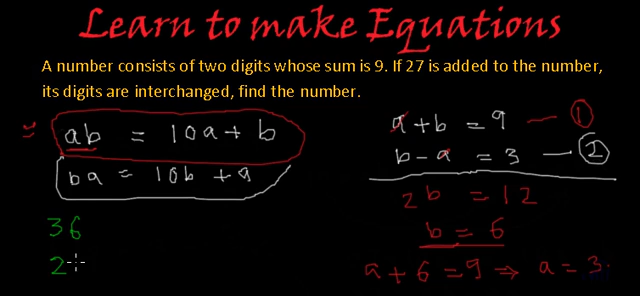 Learn to make Equations
A number consists of two digits whose sum is 9. If 27 is added to the number,
its digits are interchanged, find the number.
ab = 10a + b
ba = 10b + a
36
2
a + b = 9 — ①
b - a = 3 — ②
2b = 12
b = 6
a + 6 = 9 ⇒ a = 3.